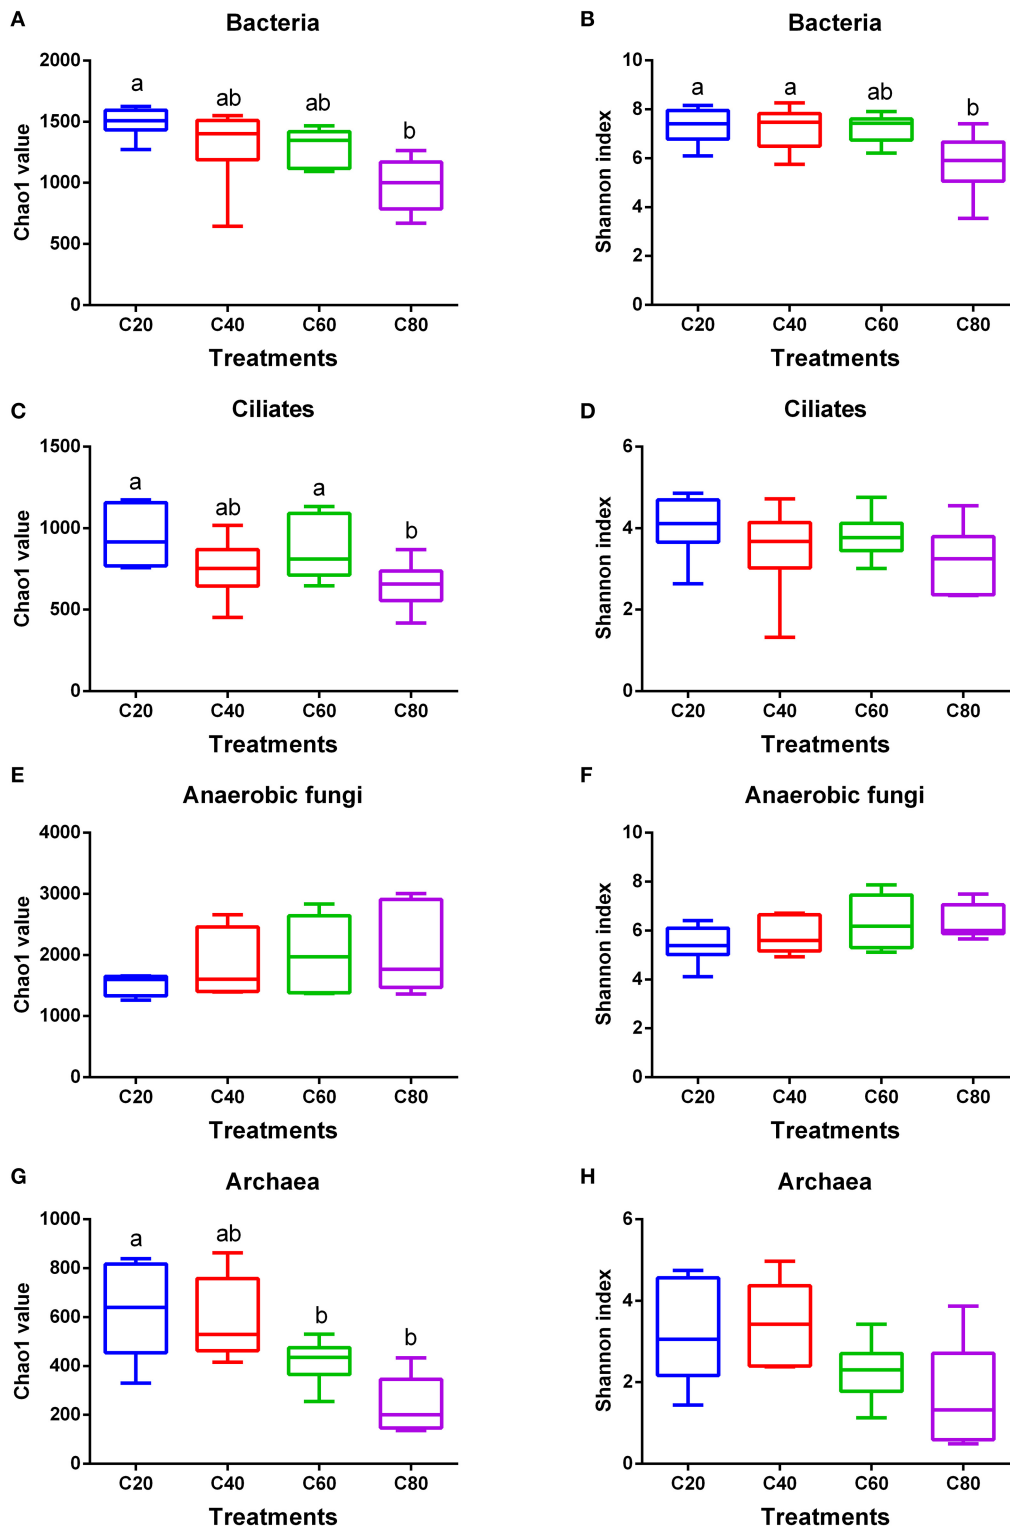 A
Bacteria
2000
1500
1000
500
0
Chao1 value
a
ab
ab
b
C20 C40 C60 C80
Treatments
B
Bacteria
10
8
6
4
2
0
Shannon index
a
a
ab
b
C20 C40 C60 C80
Treatments
C
Ciliates
1500
1000
500
0
Chao1 value
a
ab
a
b
C20 C40 C60 C80
Treatments
D
Ciliates
6
4
2
0
Shannon index
C20 C40 C60 C80
Treatments
E
Anaerobic fungi
4000
3000
2000
1000
0
Chao1 value
C20 C40 C60 C80
Treatments
F
Anaerobic fungi
10
8
6
4
2
0
Shannon index
C20 C40 C60 C80
Treatments
G
Archaea
1000
800
600
400
200
0
Chao1 value
a
ab
b
b
C20 C40 C60 C80
Treatments
H
Archaea
6
4
2
0
Shannon index
C20 C40 C60 C80
Treatments